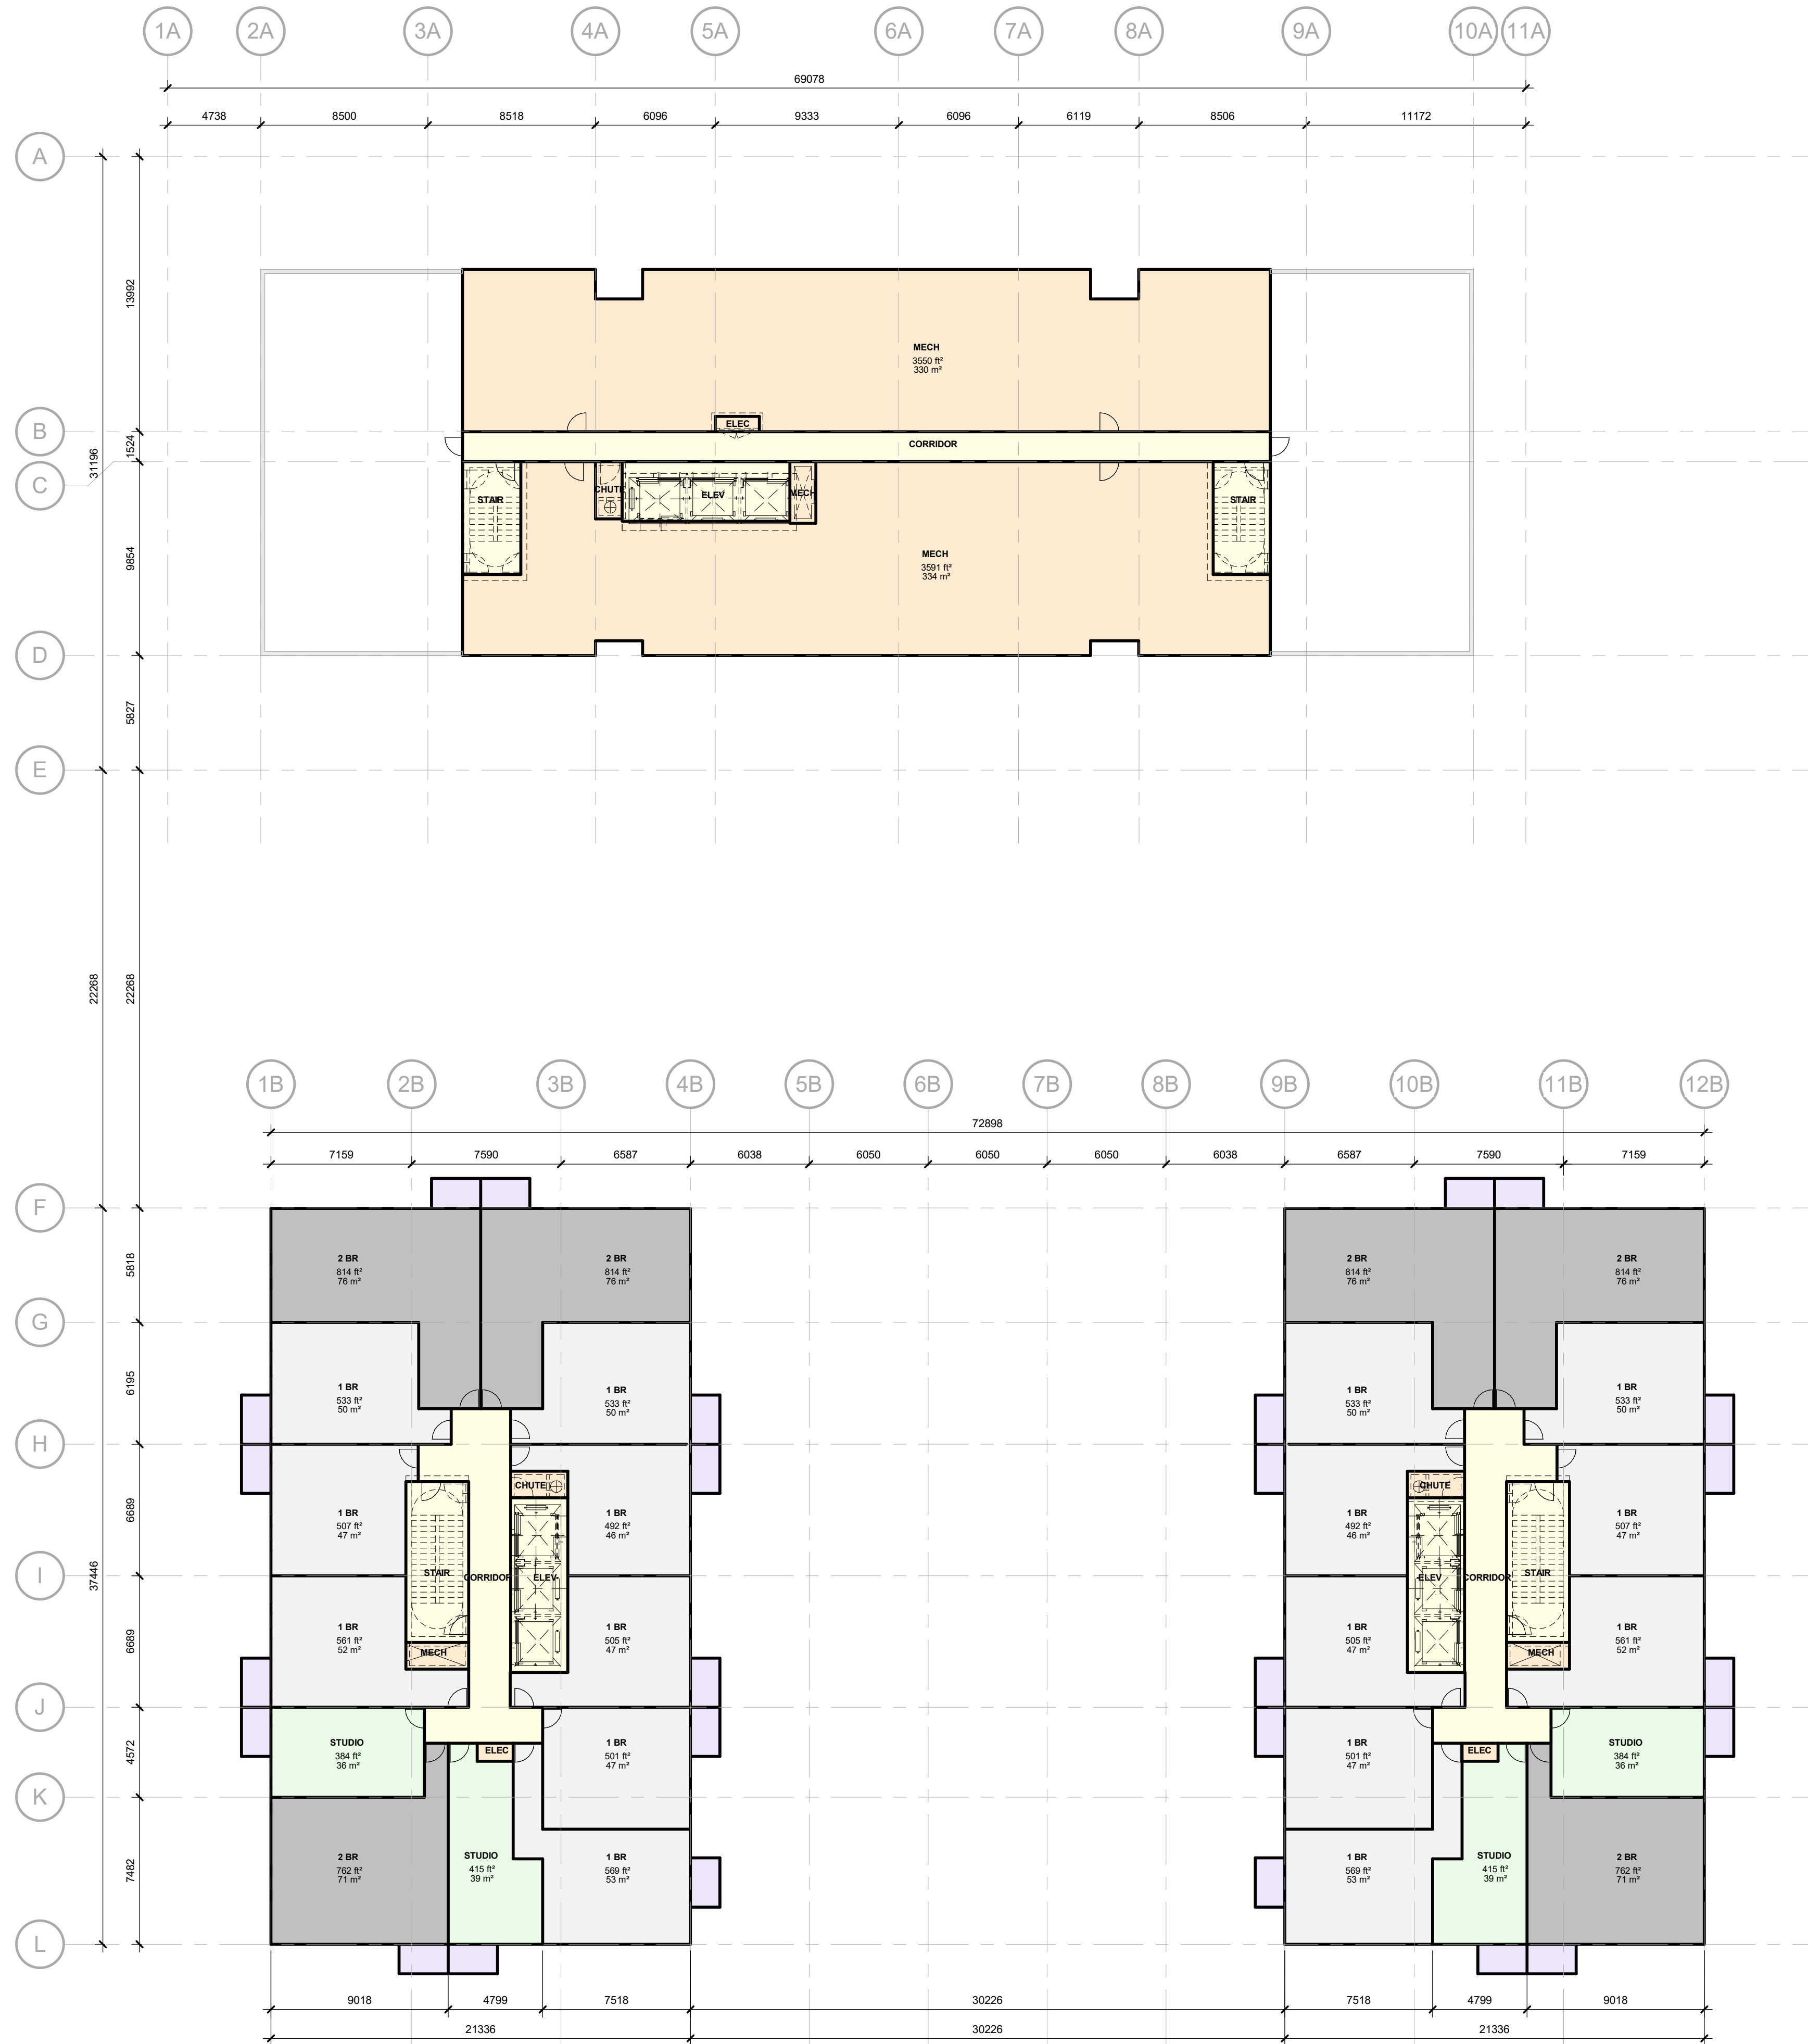 1A 2A 3A 4A 5A 6A 7A 8A 9A 10A 11A
69078
4738 8500 8518 6096 9333 6096 6119 8506 11172
A
13992
MECH
3550 ft²
330 m²
ELEC
B
CORRIDOR
1524
31196
C
STAIR
CHUTE
ELEV
MECH
STAIR
9854
MECH
3591 ft²
334 m²
D
5827
E
22268
22268
1B 2B 3B 4B 5B 6B 7B 8B 9B 10B 11B 12B
72898
7159 7590 6587 6038 6050 6050 6050 6038 6587 7590 7159
F
5818
2 BR
814 ft²
76 m²
2 BR
814 ft²
76 m²
2 BR
814 ft²
76 m²
2 BR
814 ft²
76 m²
G
6195
1 BR
533 ft²
50 m²
1 BR
533 ft²
50 m²
1 BR
533 ft²
50 m²
1 BR
533 ft²
50 m²
H
6689
CHUTE
CHUTE
1 BR
507 ft²
47 m²
1 BR
492 ft²
46 m²
1 BR
492 ft²
46 m²
1 BR
507 ft²
47 m²
I
37446
STAIR
CORRIDOR
ELEV
ELEV
CORRIDOR
STAIR
6689
1 BR
561 ft²
52 m²
1 BR
505 ft²
47 m²
1 BR
505 ft²
47 m²
1 BR
561 ft²
52 m²
MECH
MECH
J
4572
STUDIO
384 ft²
36 m²
ELEC
1 BR
501 ft²
47 m²
1 BR
501 ft²
47 m²
ELEC
STUDIO
384 ft²
36 m²
K
7482
2 BR
762 ft²
71 m²
STUDIO
415 ft²
39 m²
1 BR
569 ft²
53 m²
1 BR
569 ft²
53 m²
STUDIO
415 ft²
39 m²
2 BR
762 ft²
71 m²
L
9018 4799 7518 30226 7518 4799 9018
21336 30226 21336